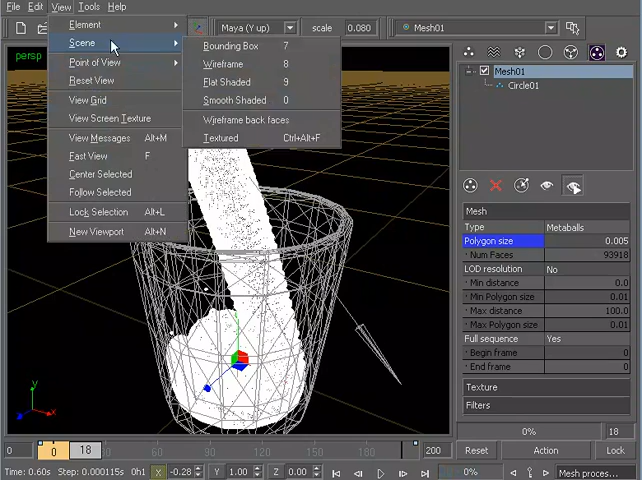 File Edit View Tools Help
Maya (Y up) scale 0.080 Mesh01
persp
Element
Scene
Point of View
Reset View
View Grid
View Screen Texture
View Messages Alt+M
Fast View F
Center Selected
Follow Selected
Lock Selection Alt+L
New Viewport Alt+N
Bounding Box 7
Wireframe 8
Flat Shaded 9
Smooth Shaded 0
Wireframe back faces
Textured Ctrl+Alt+F
Mesh01
Circle01
Mesh
Type Metaballs
Polygon size 0.005
Num Faces 93918
LOD resolution No
Min distance 0.0
Min Polygon size 0.01
Max distance 100.0
Max Polygon size 0.01
Full sequence Yes
Begin frame 0
End frame 0
Texture
Filters
y
x
z
0% 18
0 0 18 60 90 120 150 180 200 Reset Action Lock
Time: 0.60s Step: 0.000115s 0h1 X -0.28 Y 1.00 Z 0.00 0% Mesh proces...